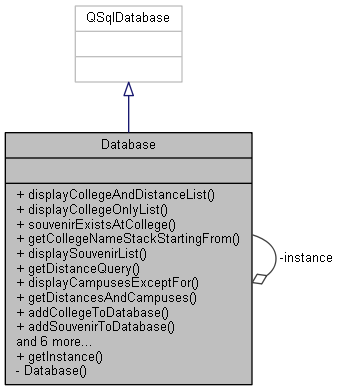 QSqlDatabase
Database
+ displayCollegeAndDistanceList()
+ displayCollegeOnlyList()
+ souvenirExistsAtCollege()
+ getCollegeNameStackStartingFrom()
+ displaySouvenirList()
+ getDistanceQuery()
+ displayCampusesExceptFor()
+ getDistancesAndCampuses()
+ addCollegeToDatabase()
+ addSouvenirToDatabase()
and 6 more...
+ getInstance()
- Database()
-instance